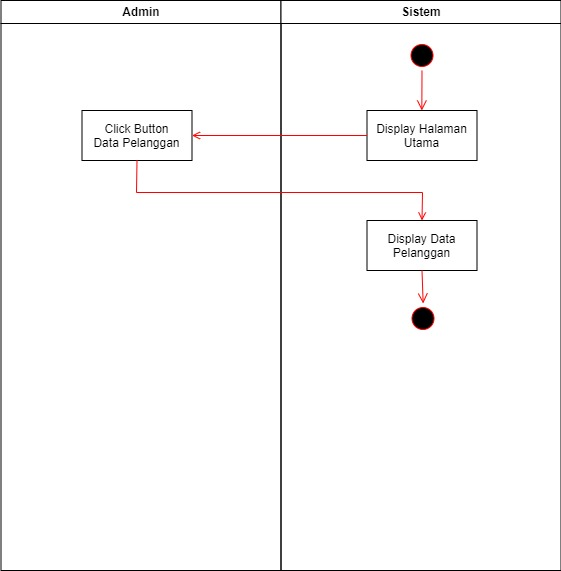 Admin
Sistem
Display Halaman
Utama
Click Button
Data Pelanggan
Display Data
Pelanggan